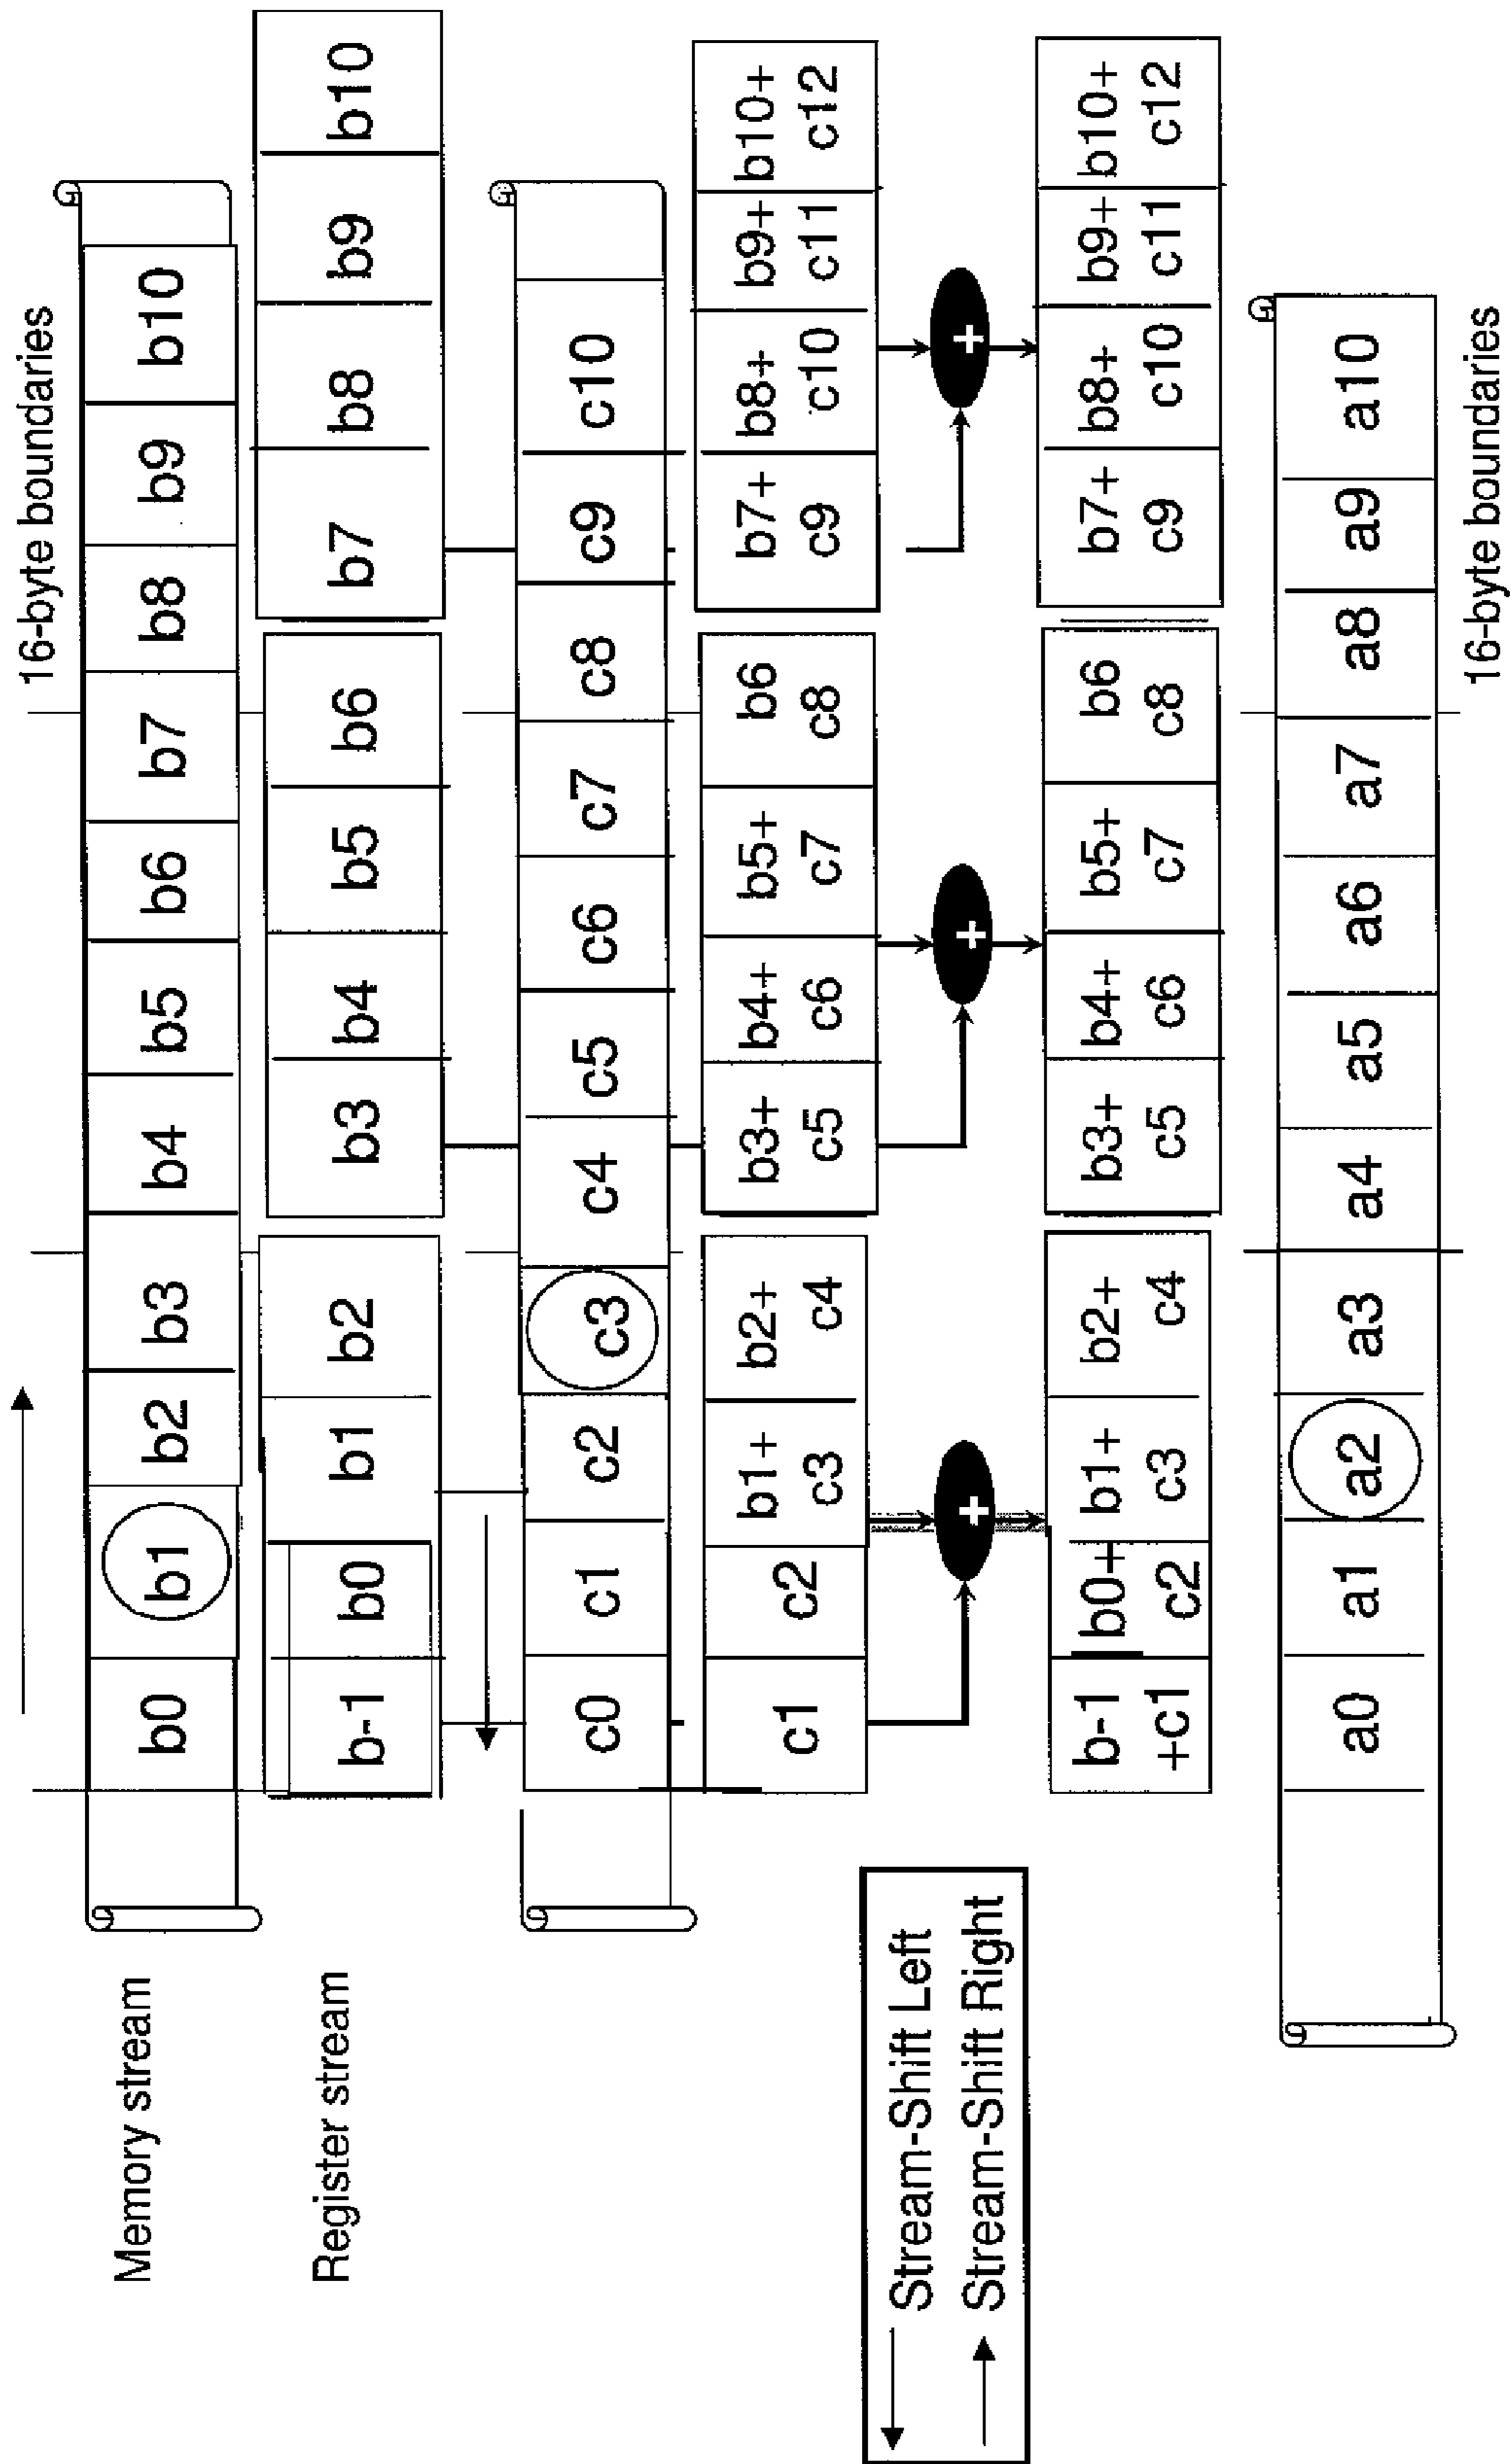 16-byte boundaries
Memory stream
b0 b1 b2 b3 b4 b5 b6 b7 b8 b9 b10
Register stream
b-1 b0 b1 b2 b3 b4 b5 b6 b7 b8 b9 b10
c0 c1 c2 c3 c4 c5 c6 c7 c8 c9 c10
c1 c2 b1+ b2+ b3+ b4+ b5+ b6 b7+ b8+ b9+ b10+
c3 c4 c5 c6 c7 c8 c9 c10 c11 c12
Stream-Shift Left
Stream-Shift Right
+ + +
b-1 b0+ b1+ b2+ b3+ b4+ b5+ b6 b7+ b8+ b9+ b10+
+c1 c2 c3 c4 c5 c6 c7 c8 c9 c10 c11 c12
a0 a1 a2 a3 a4 a5 a6 a7 a8 a9 a10
16-byte boundaries